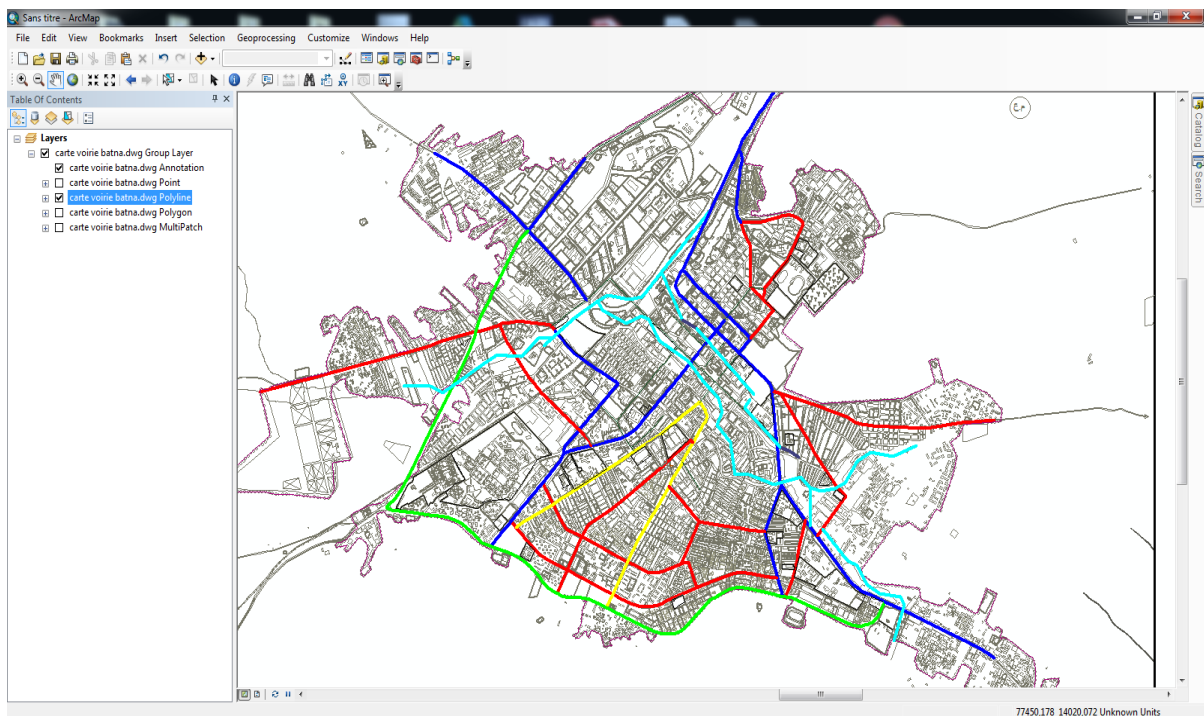 Sans titre - ArcMap
File Edit View Bookmarks Insert Selection Geoprocessing Customize Windows Help
Table Of Contents
Layers
carte voirie batna.dwg Group Layer
carte voirie batna.dwg Annotation
carte voirie batna.dwg Point
carte voirie batna.dwg Polyline
carte voirie batna.dwg Polygon
carte voirie batna.dwg MultiPatch
Catalog
Search
77450.178 14020.072 Unknown Units